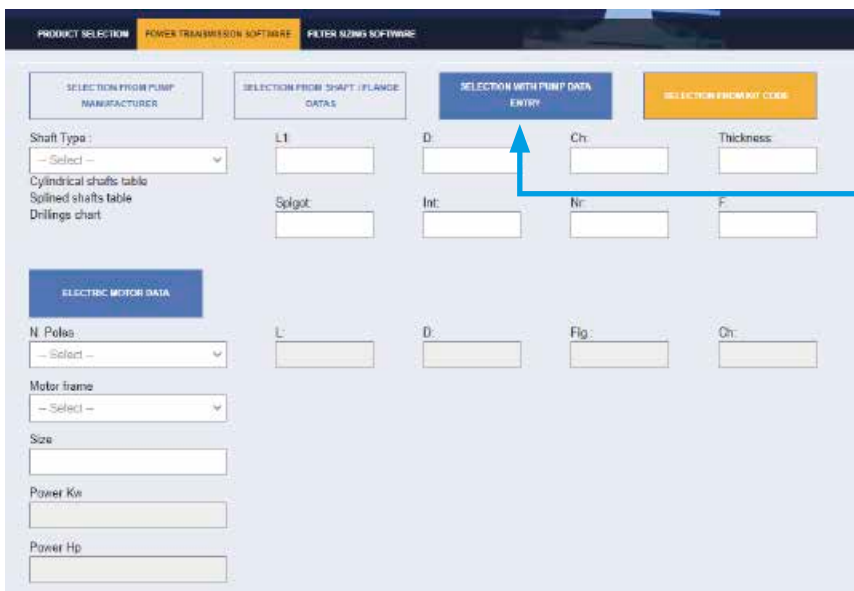 PRODUCT SELECTION POWER TRANSMISSION SOFTWARE FILTER SIZING SOFTWARE
SELECTION FROM PUMP
MANUFACTURER
SELECTION FROM SHAFT / FLANGE
DATAS
SELECTION WITH PUMP DATA
ENTRY
SELECTION FROM KIT CODE
Shaft Type : L1: D: Ch: Thickness:
-- Select --
Cylindrical shafts table
Splined shafts table
Drillings chart
Spigot: Int: Nr: F:
ELECTRIC MOTOR DATA
N. Poles L: D: Flg: Ch:
-- Select --
Motor frame
-- Select --
Size
Power Kw
Power Hp